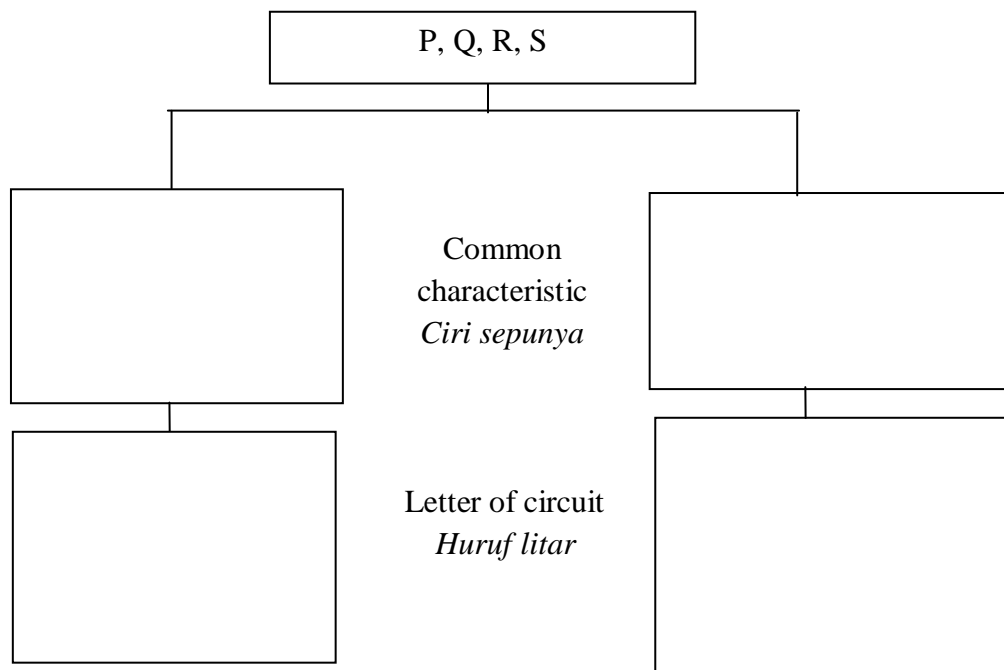 P, Q, R, S
Common
characteristic
Ciri sepunya
Letter of circuit
Huruf litar